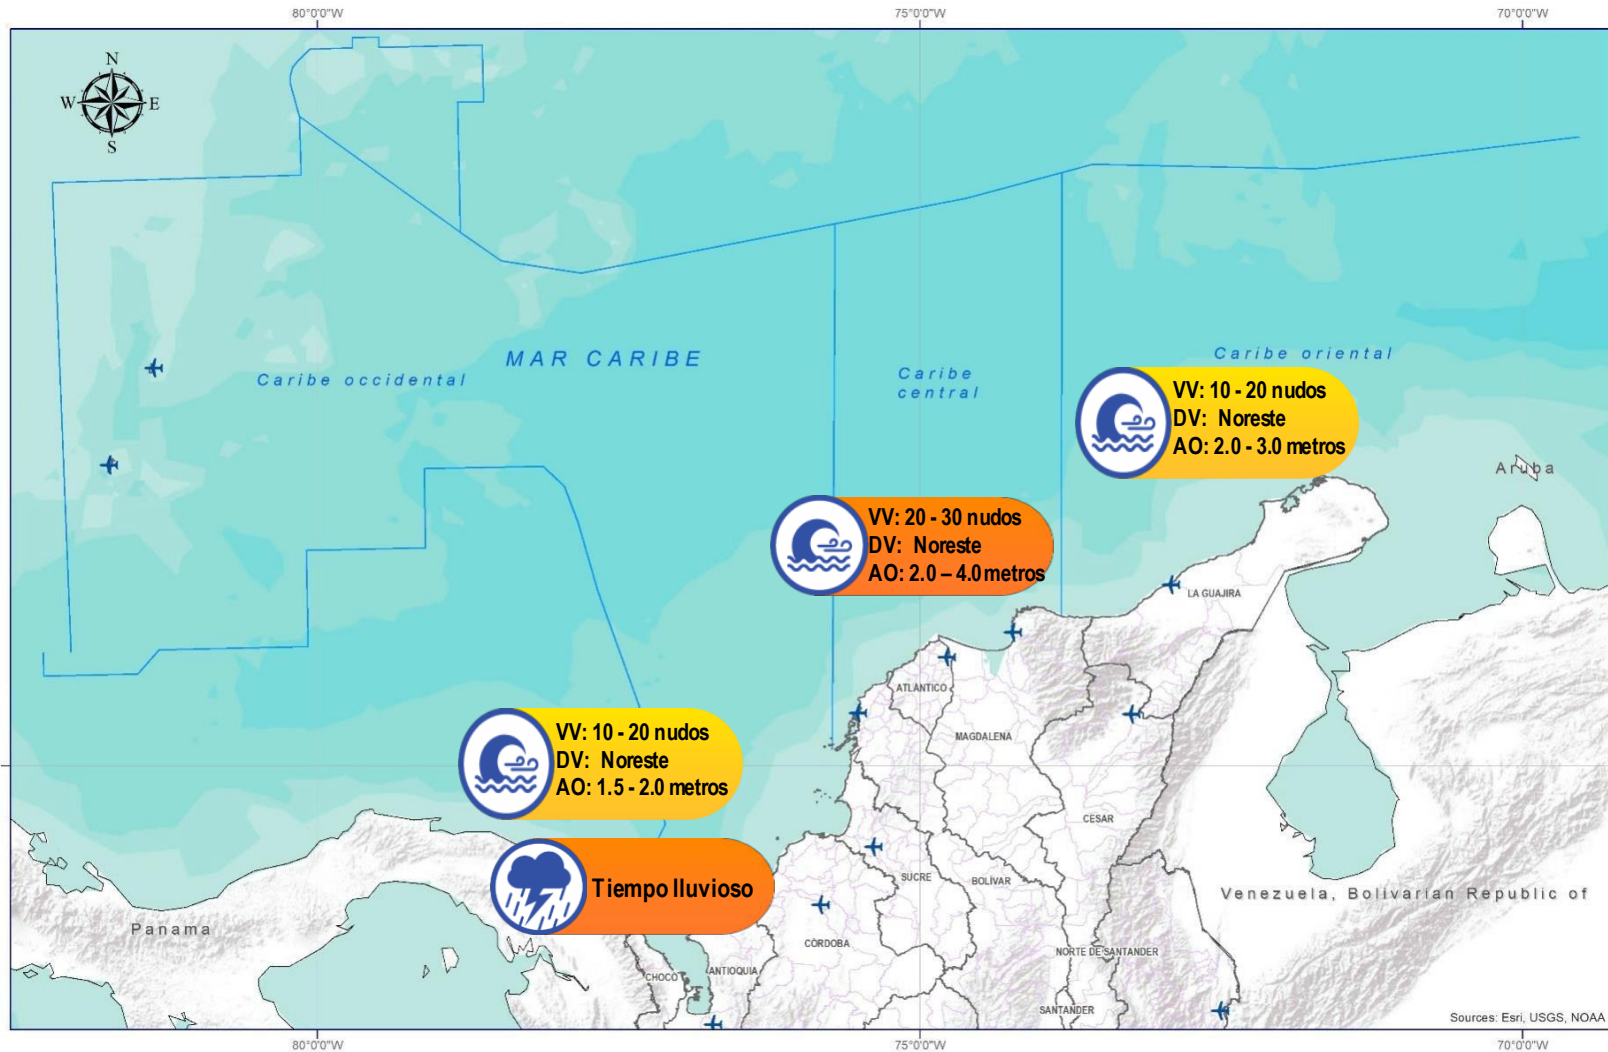 80°0'0"W
75°0'0"W
70°0'0"W
N
W
E
S
MAR CARIBE
Caribe occidental
Caribe
central
Caribe oriental
VV: 10 - 20 nudos
DV: Noreste
AO: 2.0 - 3.0 metros
Aruba
VV: 20 - 30 nudos
DV: Noreste
AO: 2.0 – 4.0 metros
LA GUAJIRA
ATLÁNTICO
MAGDALENA
VV: 10 - 20 nudos
DV: Noreste
AO: 1.5 - 2.0 metros
CESAR
Tiempo lluvioso
SUCRE
BOLÍVAR
Venezuela, Bolivarian Republic of
Panama
CÓRDOBA
NORTE DE SANTANDER
CHOCÓ
ANTIOQUIA
SANTANDER
Sources: Esri, USGS, NOAA
80°0'0"W
75°0'0"W
70°0'0"W